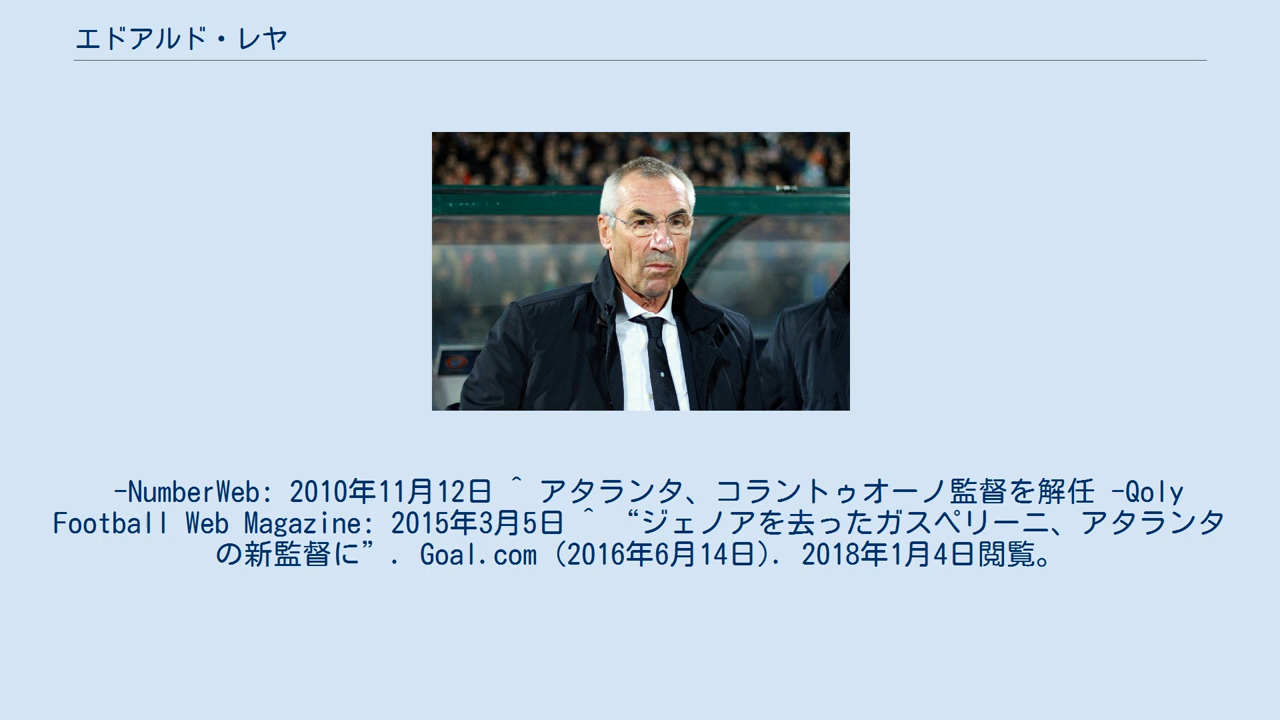 エドアルド・レヤ
-NumberWeb: 2010年11月12日 ^ アタランタ、コラントゥオーノ監督を解任 -Qoly
Football Web Magazine: 2015年3月5日 ^ “ジェノアを去ったガスペリーニ、アタランタ
の新監督に”. Goal.com (2016年6月14日). 2018年1月4日閲覧。